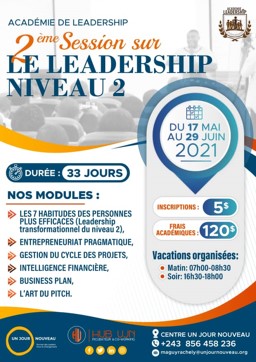 ACADÉMIE DE LEADERSHIP
2ème Session sur
LE LEADERSHIP
NIVEAU 2
DU 17 MAI
AU 29 JUIN
2021
DURÉE : 33 JOURS
NOS MODULES :
LES 7 HABITUDES DES PERSONNES
PLUS EFFICACES (Leadership
transformationnel du niveau 2),
ENTREPRENEURIAT PRAGMATIQUE,
GESTION DU CYCLE DES PROJETS,
INTELLIGENCE FINANCIÈRE,
BUSINESS PLAN,
L'ART DU PITCH.
INSCRIPTIONS : 5$
FRAIS
ACADÉMIQUES : 120$
Vacations organisées:
Matin: 07h00-08h30
Soir: 16h30-18h00
UN JOUR NOUVEAU
HUB UJN
CENTRE UN JOUR NOUVEAU
+243 856 458 236
maguyrachely@unjournouveau.org